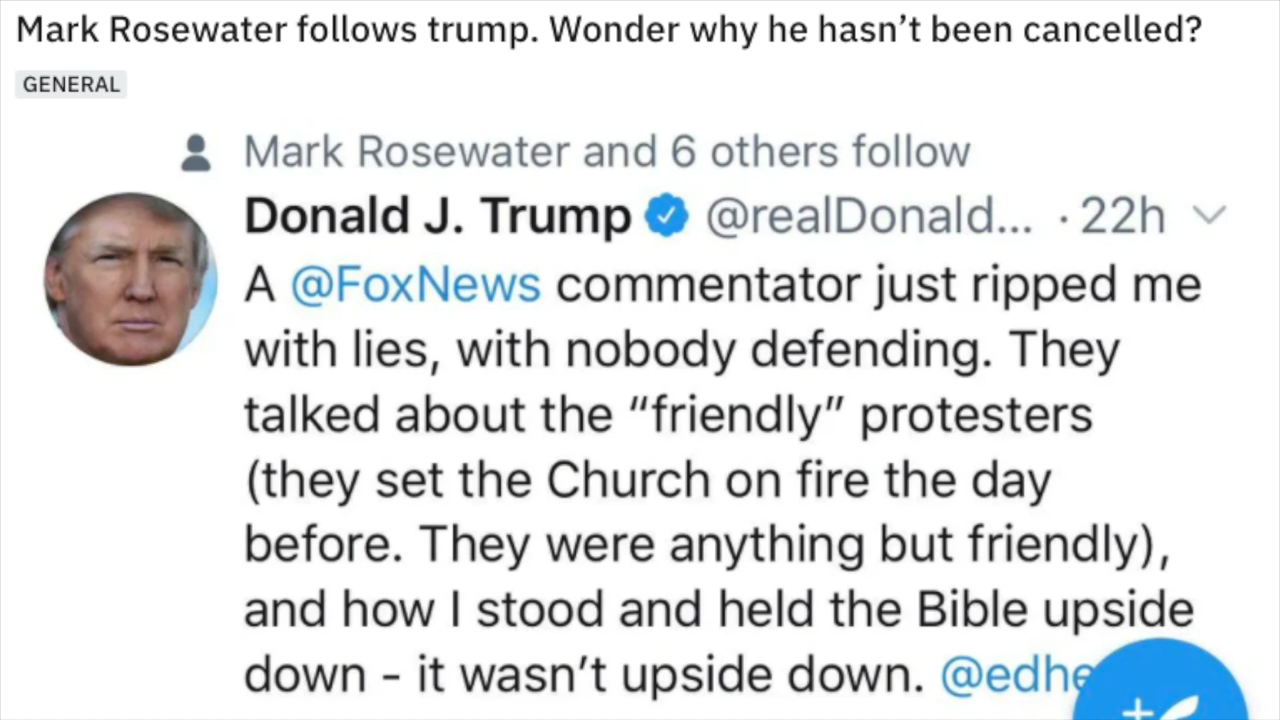 Mark Rosewater follows trump. Wonder why he hasn’t been cancelled?
GENERAL
Mark Rosewater and 6 others follow
Donald J. Trump @realDonald... · 22h
A @FoxNews commentator just ripped me
with lies, with nobody defending. They
talked about the “friendly” protesters
(they set the Church on fire the day
before. They were anything but friendly),
and how I stood and held the Bible upside
down - it wasn’t upside down. @edhe